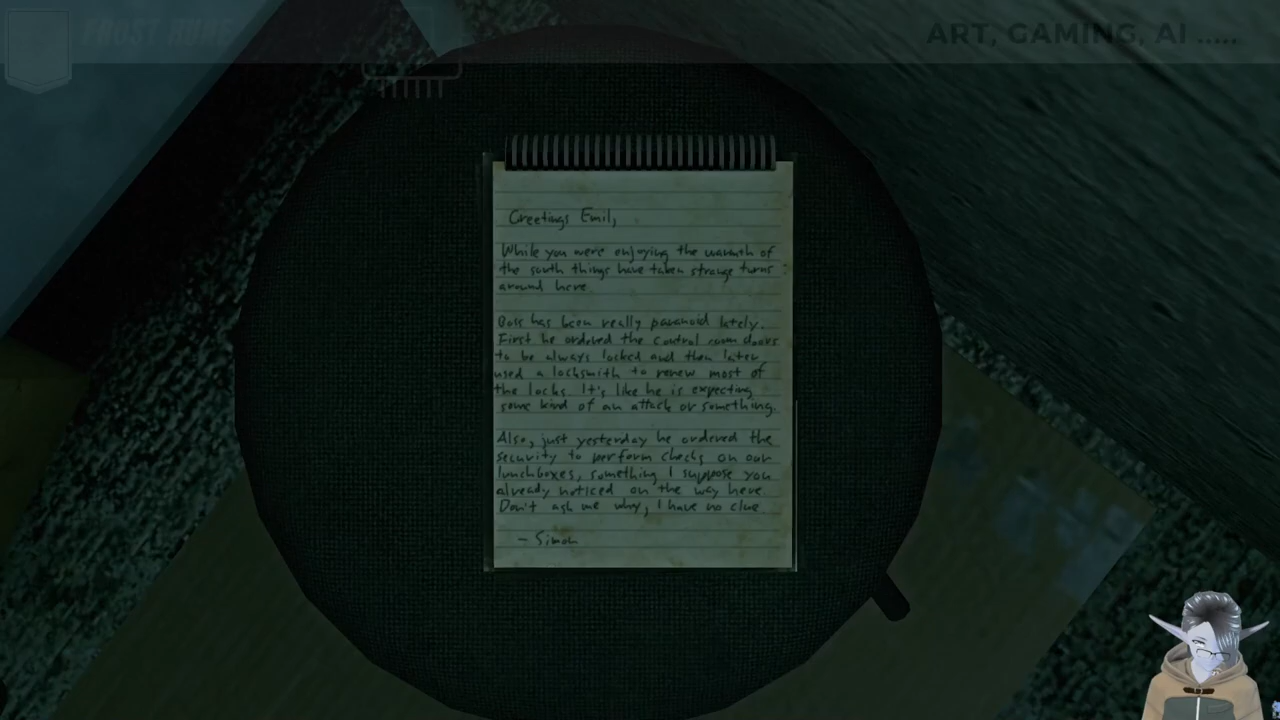 FROST RUNE
ART, GAMING, AI .....
Greetings Emil,
While you were enjoying the warmth of
the south things have taken strange turns
around here.
Boss has been really paranoid lately.
First he ordered the control room doors
to be always locked and then later
used a locksmith to renew most of
the locks. It's like he is expecting
some kind of an attack or something.
Also, just yesterday he ordered the
security to perform checks on our
lunchboxes, something I suppose you
already noticed on the way here.
Don't ask me why, I have no clue.
- Simon